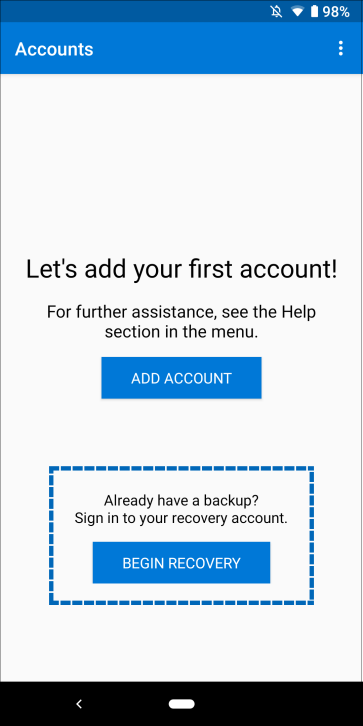 98%
Accounts
Let's add your first account!
For further assistance, see the Help
section in the menu.
ADD ACCOUNT
Already have a backup?
Sign in to your recovery account.
BEGIN RECOVERY